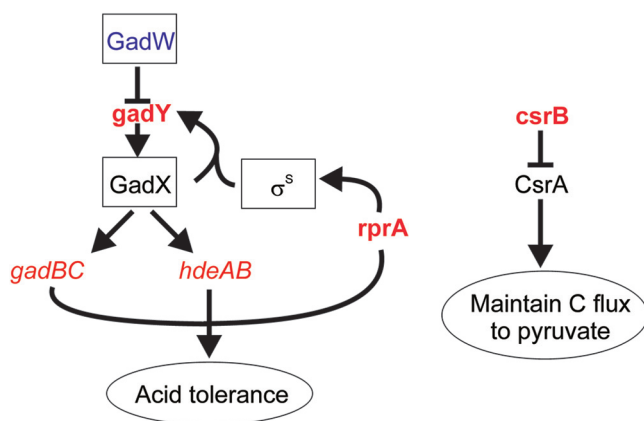 GadW
gadY
csrB
GadX
σˢ
CsrA
rprA
gadBC
hdeAB
Maintain C flux
to pyruvate
Acid tolerance